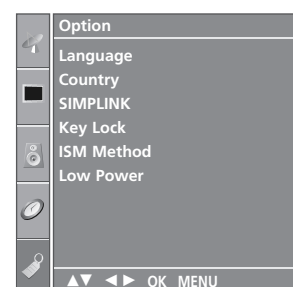 Option
Language
Country
SIMPLINK
Key Lock
ISM Method
Low Power
▲▼ ◄► OK MENU